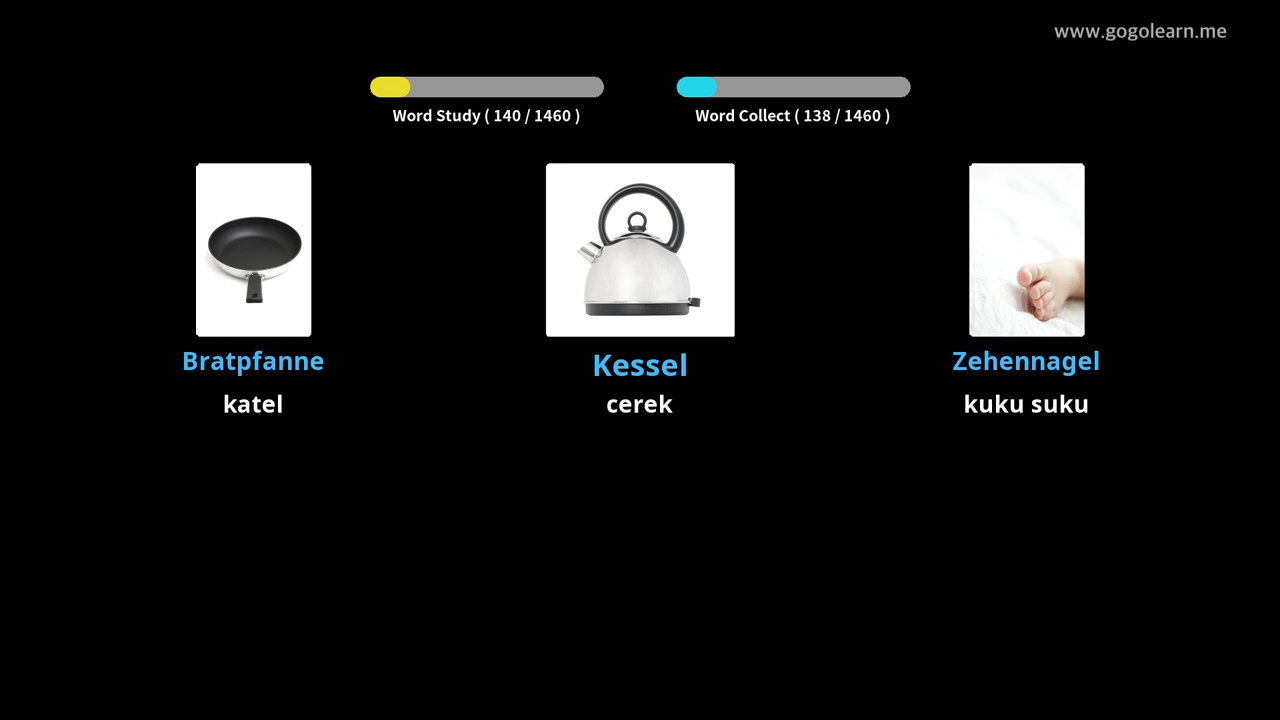 www.gogolearn.me
Word Study ( 140 / 1460 )
Word Collect ( 138 / 1460 )
Bratpfanne
Kessel
Zehennagel
katel
cerek
kuku suku